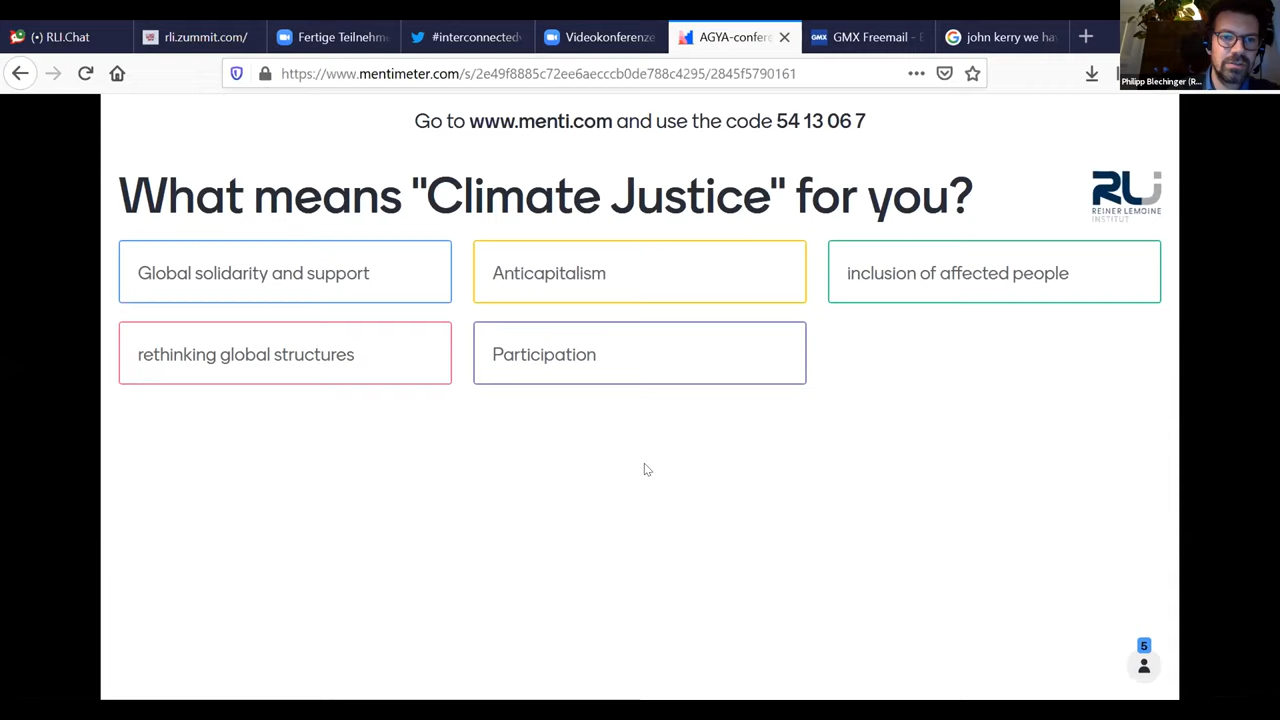 (•) RLI.Chat
rli.zummit.com/
Fertige Teilnehm
#interconnected
Videokonferenze
AGYA-confere
GMX Freemail - E
john kerry we ha
https://www.mentimeter.com/s/2e49f8885c72ee6aecccb0de788c4295/2845f5790161
Philipp Blechinger (R...
Go to www.menti.com and use the code 54 13 06 7
What means "Climate Justice" for you?
RLI
REINER LEMOINE
INSTITUT
Global solidarity and support
Anticapitalism
inclusion of affected people
rethinking global structures
Participation
5